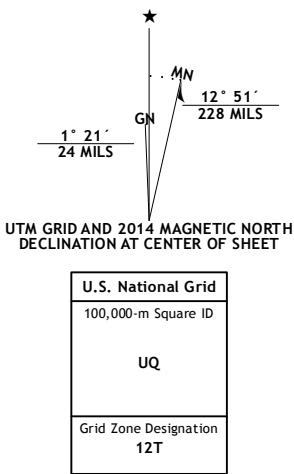 ★
MN
GN
12° 51´
228 MILS
1° 21´
24 MILS
UTM GRID AND 2014 MAGNETIC NORTH
DECLINATION AT CENTER OF SHEET
U.S. National Grid
100,000-m Square ID
UQ
Grid Zone Designation
12T